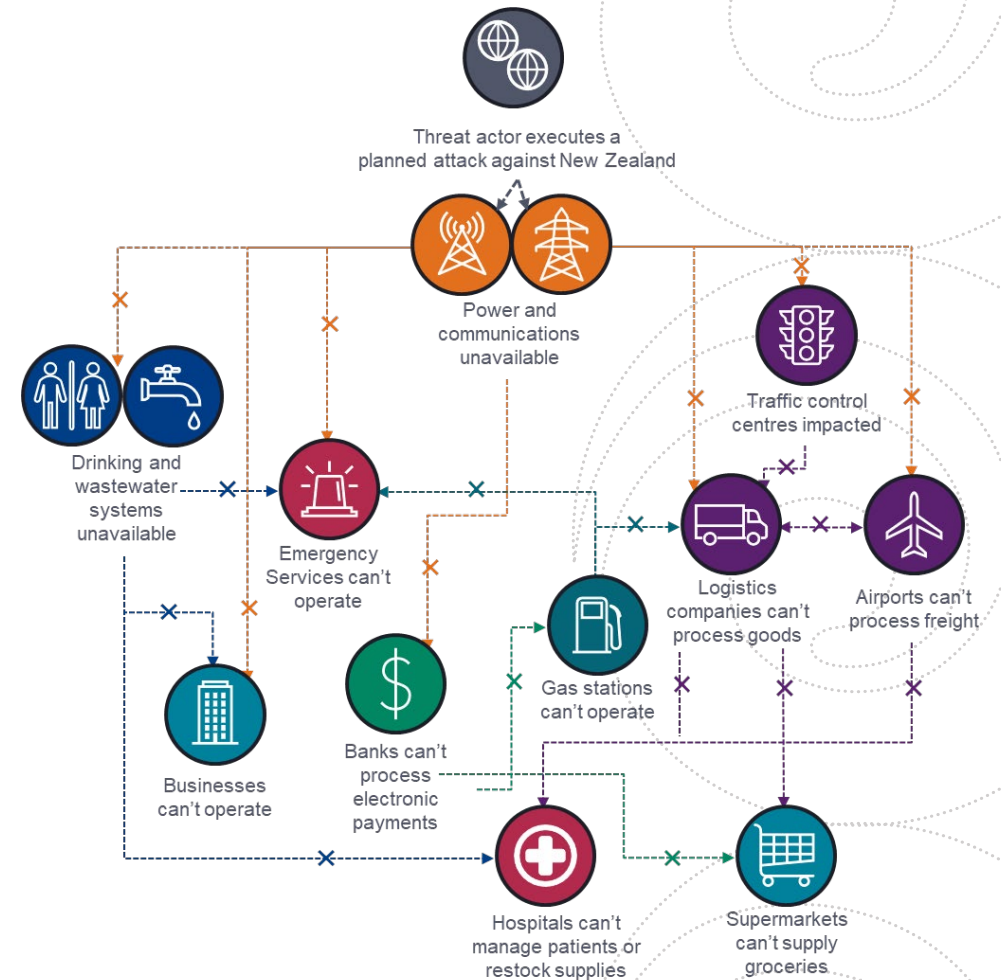 Threat actor executes a
planned attack against New Zealand
Power and
communications
unavailable
Traffic control
centres impacted
Drinking and
wastewater
systems
unavailable
Emergency
Services can't
operate
Logistics
companies can't
process goods
Airports can't
process freight
Gas stations
can't operate
Banks can't
process
electronic
payments
Businesses
can't operate
Hospitals can't
manage patients or
restock supplies
Supermarkets
can't supply
groceries